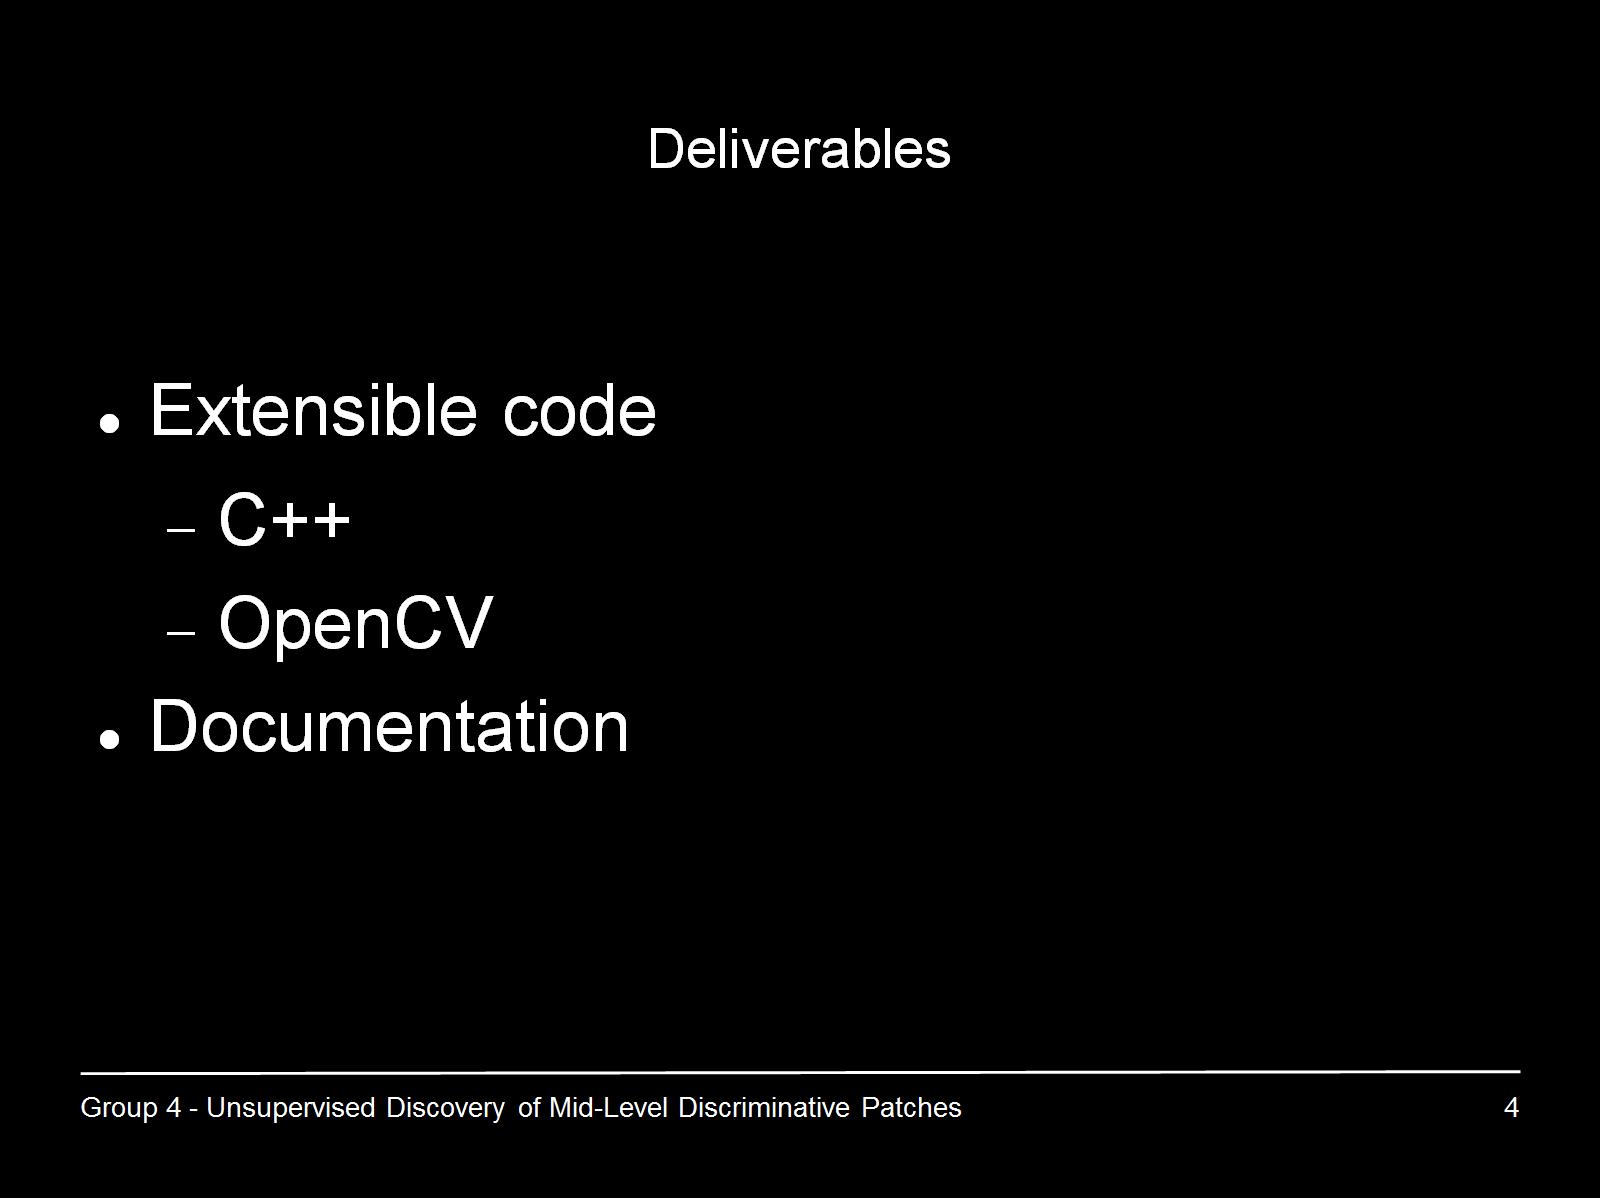 Deliverables
● Extensible code
– C++
– OpenCV
● Documentation
Group 4 - Unsupervised Discovery of Mid-Level Discriminative Patches 4